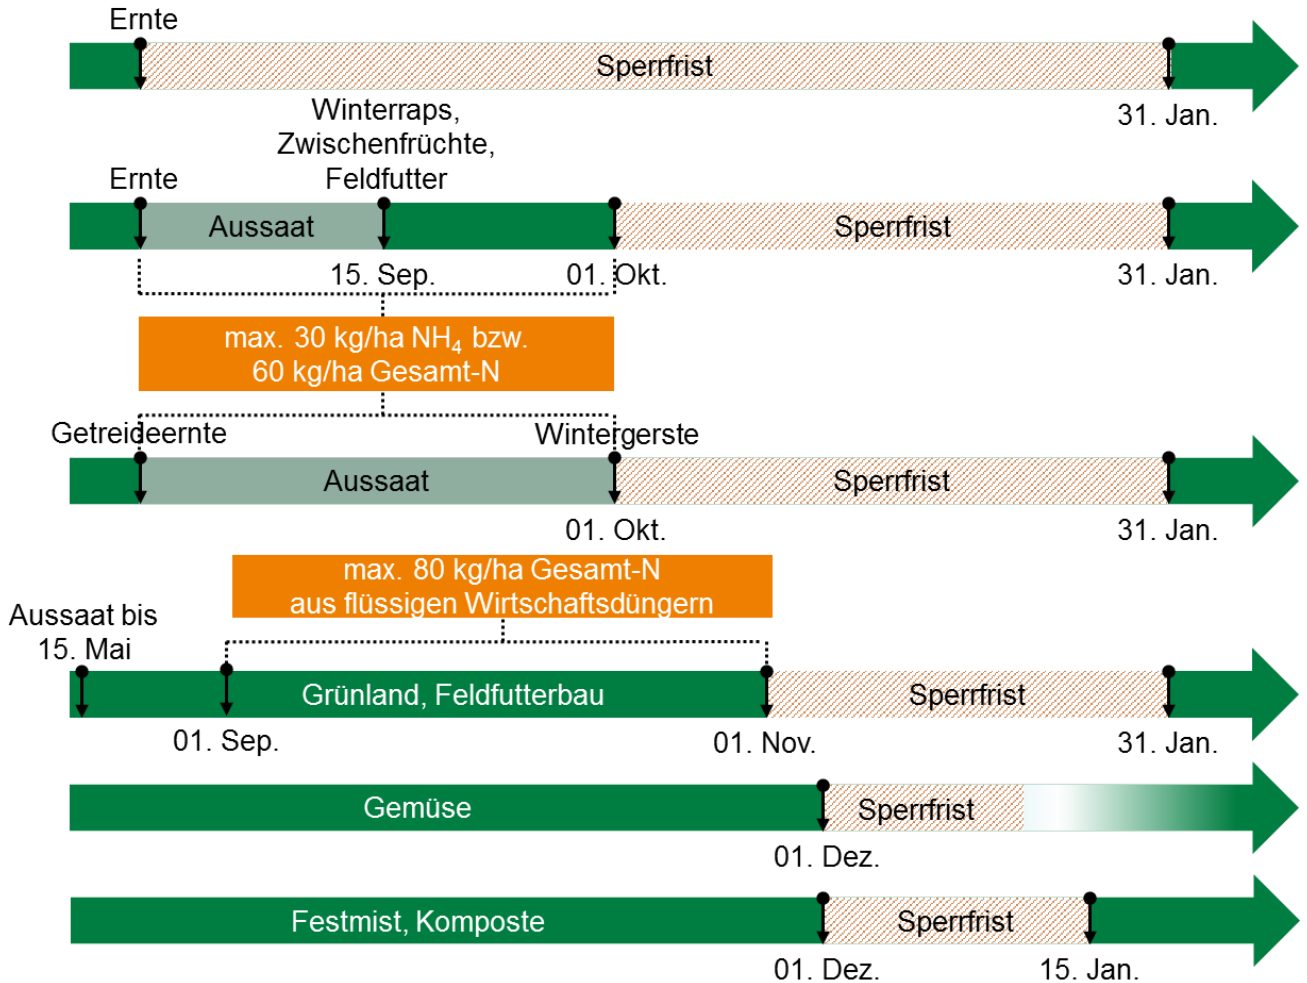 Ernte
Sperrfrist
31. Jan.
Winterraps,
Zwischenfrüchte,
Feldfutter
Ernte
Aussaat
Sperrfrist
15. Sep.
01. Okt.
31. Jan.
max. 30 kg/ha NH₄ bzw.
60 kg/ha Gesamt-N
Getreideernte
Wintergerste
Aussaat
Sperrfrist
01. Okt.
31. Jan.
max. 80 kg/ha Gesamt-N
aus flüssigen Wirtschaftsdüngern
Aussaat bis
15. Mai
Grünland, Feldfutterbau
Sperrfrist
01. Sep.
01. Nov.
31. Jan.
Gemüse
Sperrfrist
01. Dez.
Festmist, Komposte
Sperrfrist
01. Dez.
15. Jan.